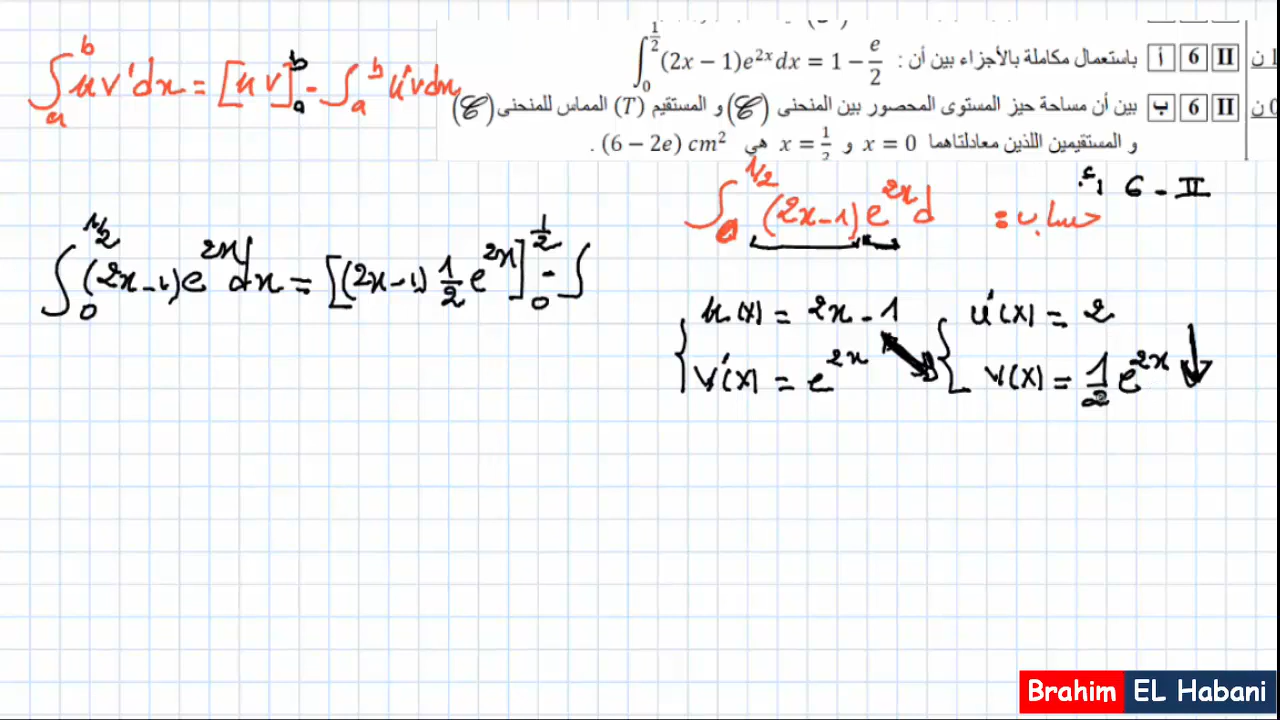 ∫_a^b u v' dx = [u v]_a^b - ∫_a^b u' v dx
II 6 أ باستعمال مكاملة بالأجزاء بين أن : ∫_0^{1/2} (2x − 1)e^{2x} dx = 1 − e/2
II 6 ب بين أن مساحة حيز المستوى المحصور بين المنحنى (C) و المستقيم (T) المماس للمنحنى (C)
و المستقيمين اللذين معادلتاهما x = 0 و x = 1/2 هي (6 − 2e) cm² .
II - 6 أ
حساب : ∫_0^{1/2} (2x-1) e^{2x} d
∫_0^{1/2} (2x-1) e^{2x} dx = [(2x-1) 1/2 e^{2x}]_0^{1/2} - ∫
u(x) = 2x - 1 u'(x) = 2
v'(x) = e^{2x} v(x) = 1/2 e^{2x}
Brahim EL Habani